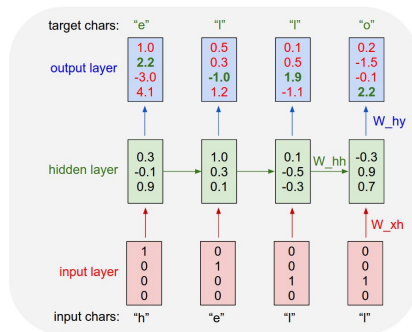 target chars: “e” “l” “l” “o”
1.0 0.5 0.1 0.2
2.2 0.3 0.5 -1.5
output layer -3.0 -1.0 1.9 -0.1
4.1 1.2 -1.1 2.2
W_hy
0.3 1.0 0.1 W_hh -0.3
hidden layer -0.1 0.3 -0.5 0.9
0.9 0.1 -0.3 0.7
W_xh
1 0 0 0
input layer 0 1 0 0
0 0 1 1
0 0 0 0
input chars: “h” “e” “l” “l”